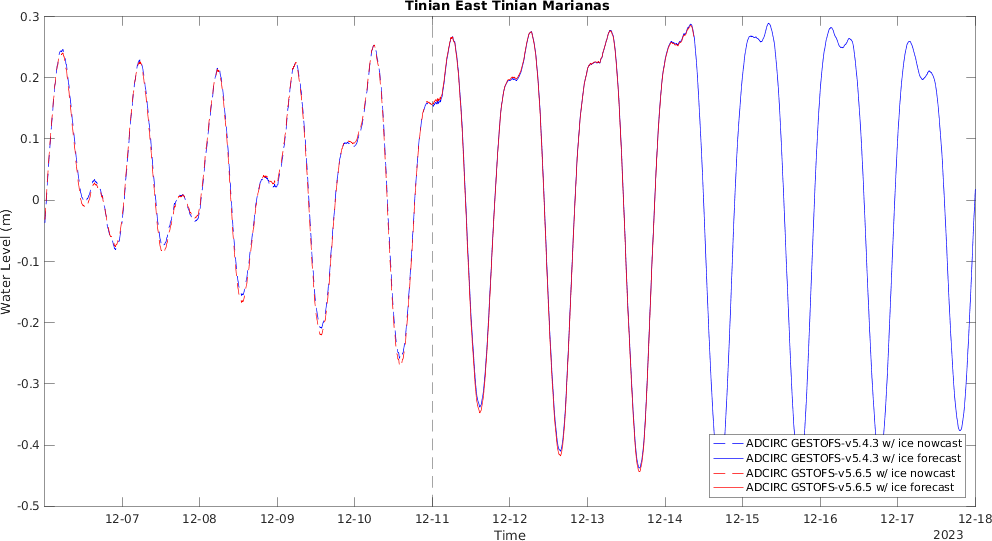 Tinian East Tinian Marianas
0.3
0.2
0.1
0
-0.1
-0.2
-0.3
-0.4
-0.5
Water Level (m)
ADCIRC GESTOFS-v5.4.3 w/ ice nowcast
ADCIRC GESTOFS-v5.4.3 w/ ice forecast
ADCIRC GSTOFS-v5.6.5 w/ ice nowcast
ADCIRC GSTOFS-v5.6.5 w/ ice forecast
12-07 12-08 12-09 12-10 12-11 12-12 12-13 12-14 12-15 12-16 12-17 12-18
Time
2023